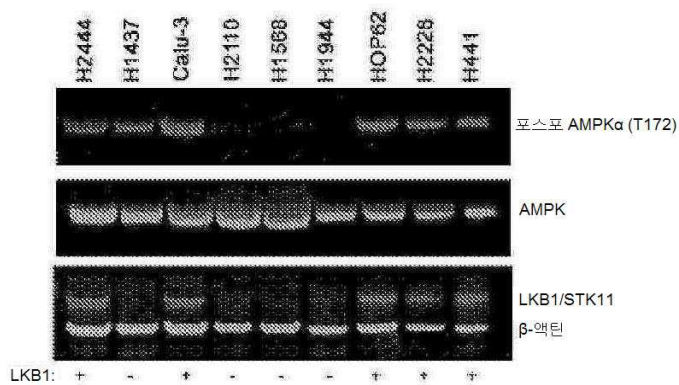 H2444 H1437 Calu-3 H2110 H1568 H1944 HOP62 H2228 H441
포스포 AMPKα (T172)
AMPK
LKB1/STK11
β-액틴
LKB1: + - + - - - + + +